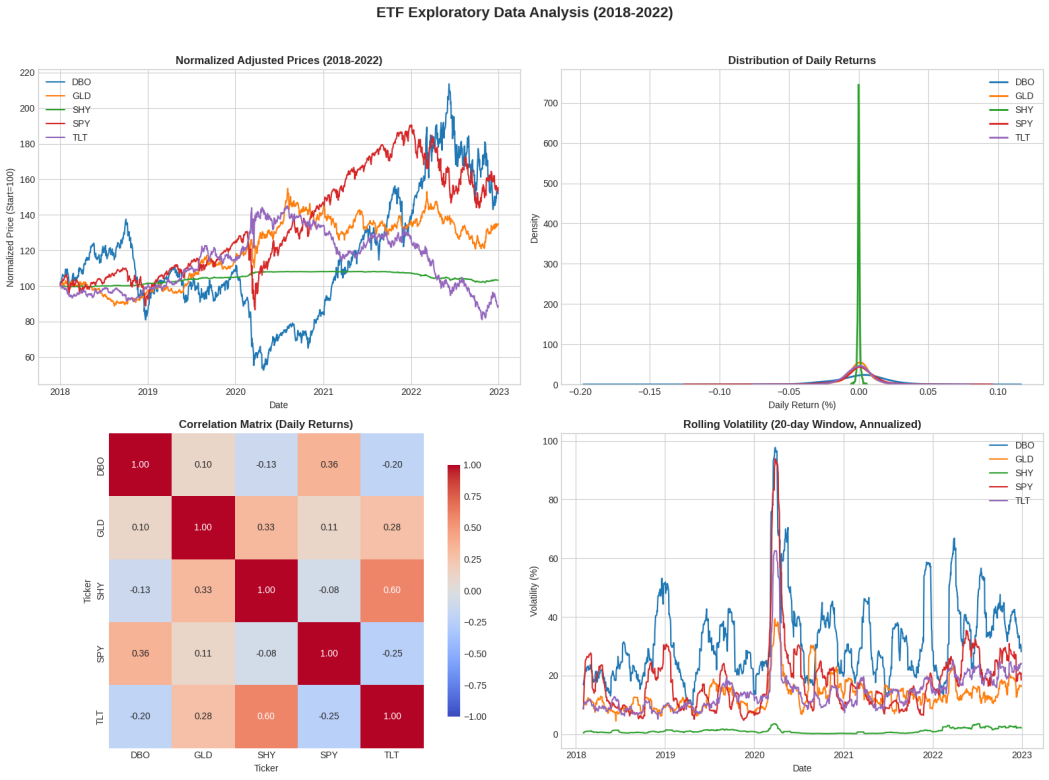 ETF Exploratory Data Analysis (2018-2022)
Normalized Adjusted Prices (2018-2022)
Normalized Price (Start=100)
220
200
180
160
140
120
100
80
60
DBO
GLD
SHY
SPY
TLT
2018 2019 2020 2021 2022 2023
Date
Distribution of Daily Returns
Density
700
600
500
400
300
200
100
0
DBO
GLD
SHY
SPY
TLT
−0.20 −0.15 −0.10 −0.05 0.00 0.05 0.10
Daily Return (%)
Correlation Matrix (Daily Returns)
Ticker
DBO 1.00 0.10 -0.13 0.36 -0.20
GLD 0.10 1.00 0.33 0.11 0.28
SHY -0.13 0.33 1.00 -0.08 0.60
SPY 0.36 0.11 -0.08 1.00 -0.25
TLT -0.20 0.28 0.60 -0.25 1.00
DBO GLD SHY SPY TLT
Ticker
1.00
0.75
0.50
0.25
0.00
−0.25
−0.50
−0.75
−1.00
Rolling Volatility (20-day Window, Annualized)
Volatility (%)
100
80
60
40
20
0
DBO
GLD
SHY
SPY
TLT
2018 2019 2020 2021 2022 2023
Date